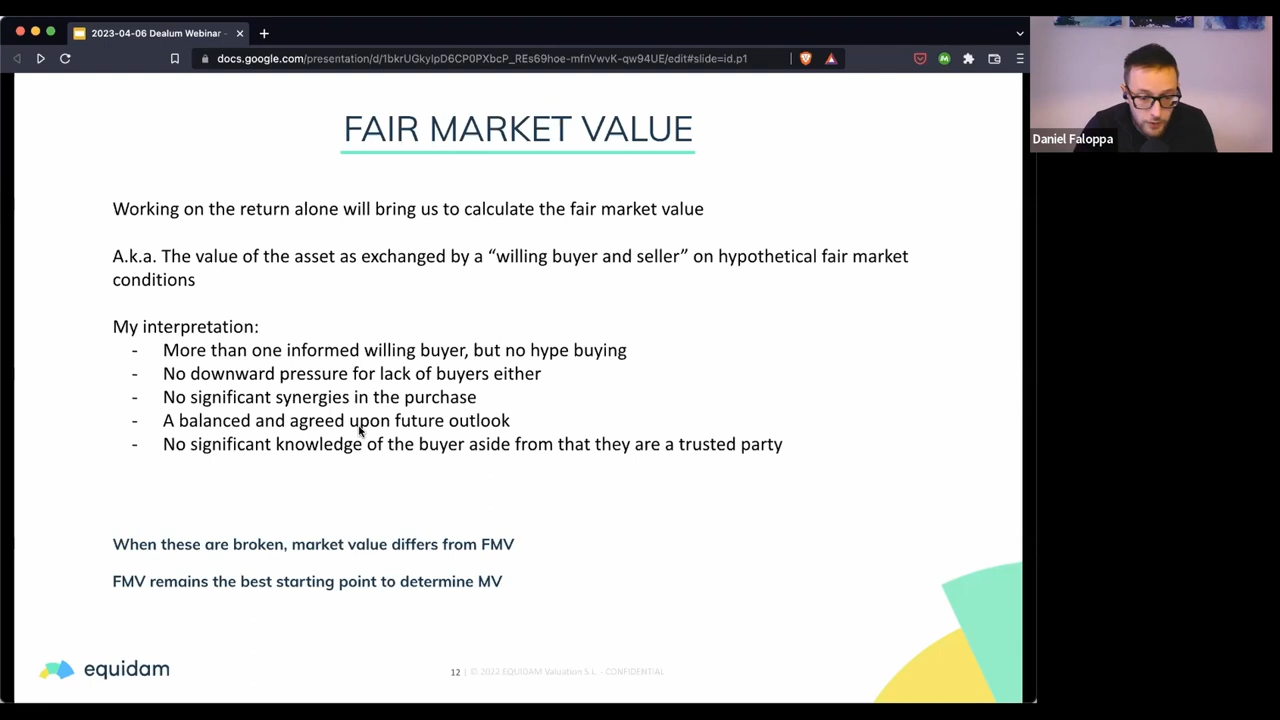 2023-04-06 Dealum Webinar -
docs.google.com/presentation/d/1bkrUGkyIpD6CP0PXbcP_REs69hoe-mfnVwvK-qw94UE/edit#slide=id.p1
Daniel Faloppa
FAIR MARKET VALUE
Working on the return alone will bring us to calculate the fair market value
A.k.a. The value of the asset as exchanged by a “willing buyer and seller” on hypothetical fair market
conditions
My interpretation:
- More than one informed willing buyer, but no hype buying
- No downward pressure for lack of buyers either
- No significant synergies in the purchase
- A balanced and agreed upon future outlook
- No significant knowledge of the buyer aside from that they are a trusted party
When these are broken, market value differs from FMV
FMV remains the best starting point to determine MV
equidam
12 | © 2022 EQUIDAM Valuation S.L. - CONFIDENTIAL